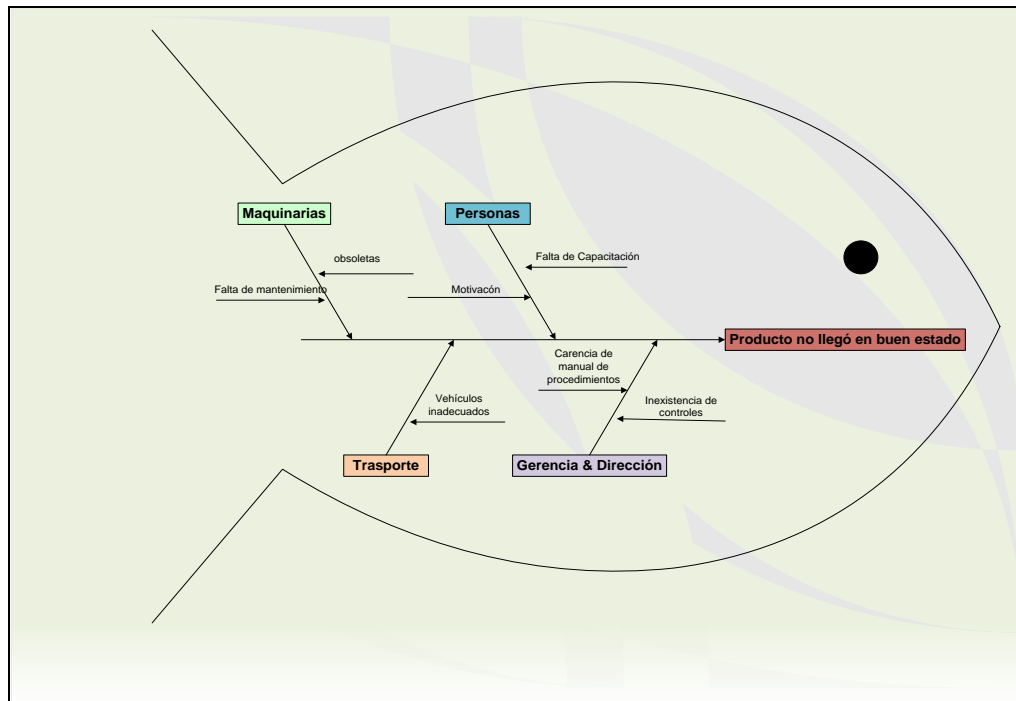 Maquinarias
Personas
obsoletas
Falta de mantenimiento
Falta de Capacitación
Motivacón
Producto no llegó en buen estado
Carencia de
manual de
procedimientos
Vehículos
inadecuados
Inexistencia de
controles
Trasporte
Gerencia & Dirección